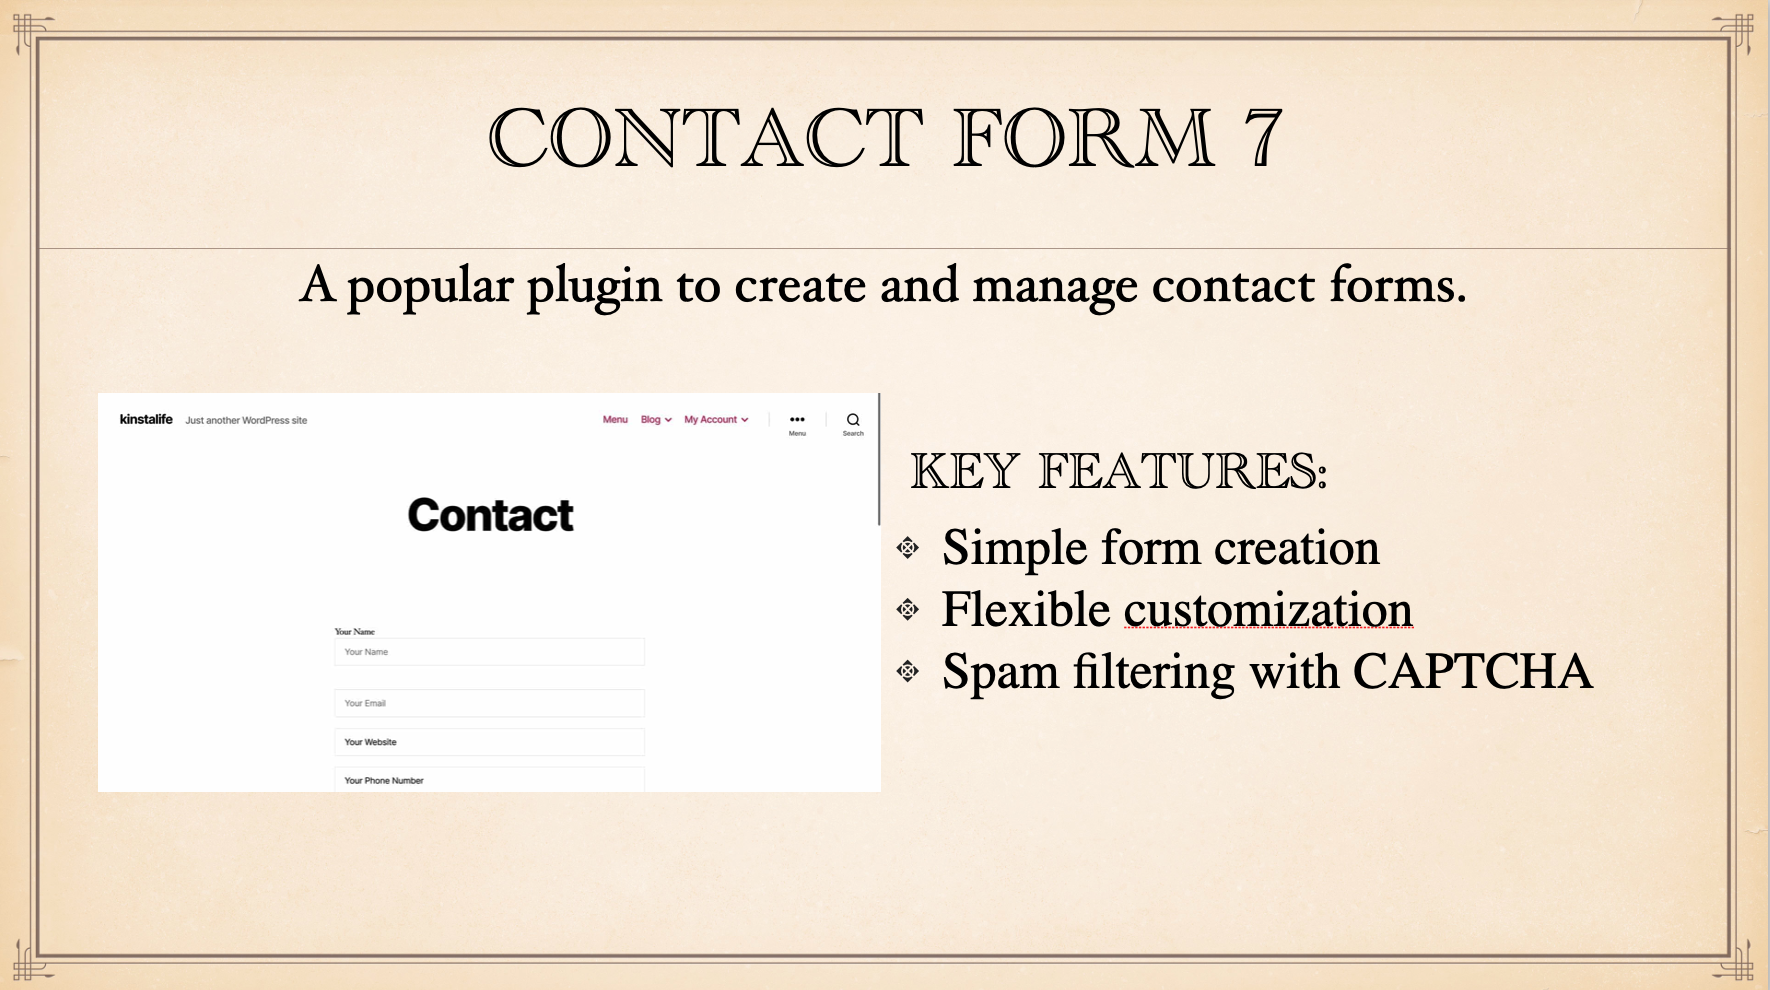 CONTACT FORM 7
A popular plugin to create and manage contact forms.
kinstalife Just another WordPress site Menu Blog My Account Menu Search
Contact
Your Name
Your Name
Your Email
Your Website
Your Phone Number
KEY FEATURES:
Simple form creation
Flexible customization
Spam filtering with CAPTCHA